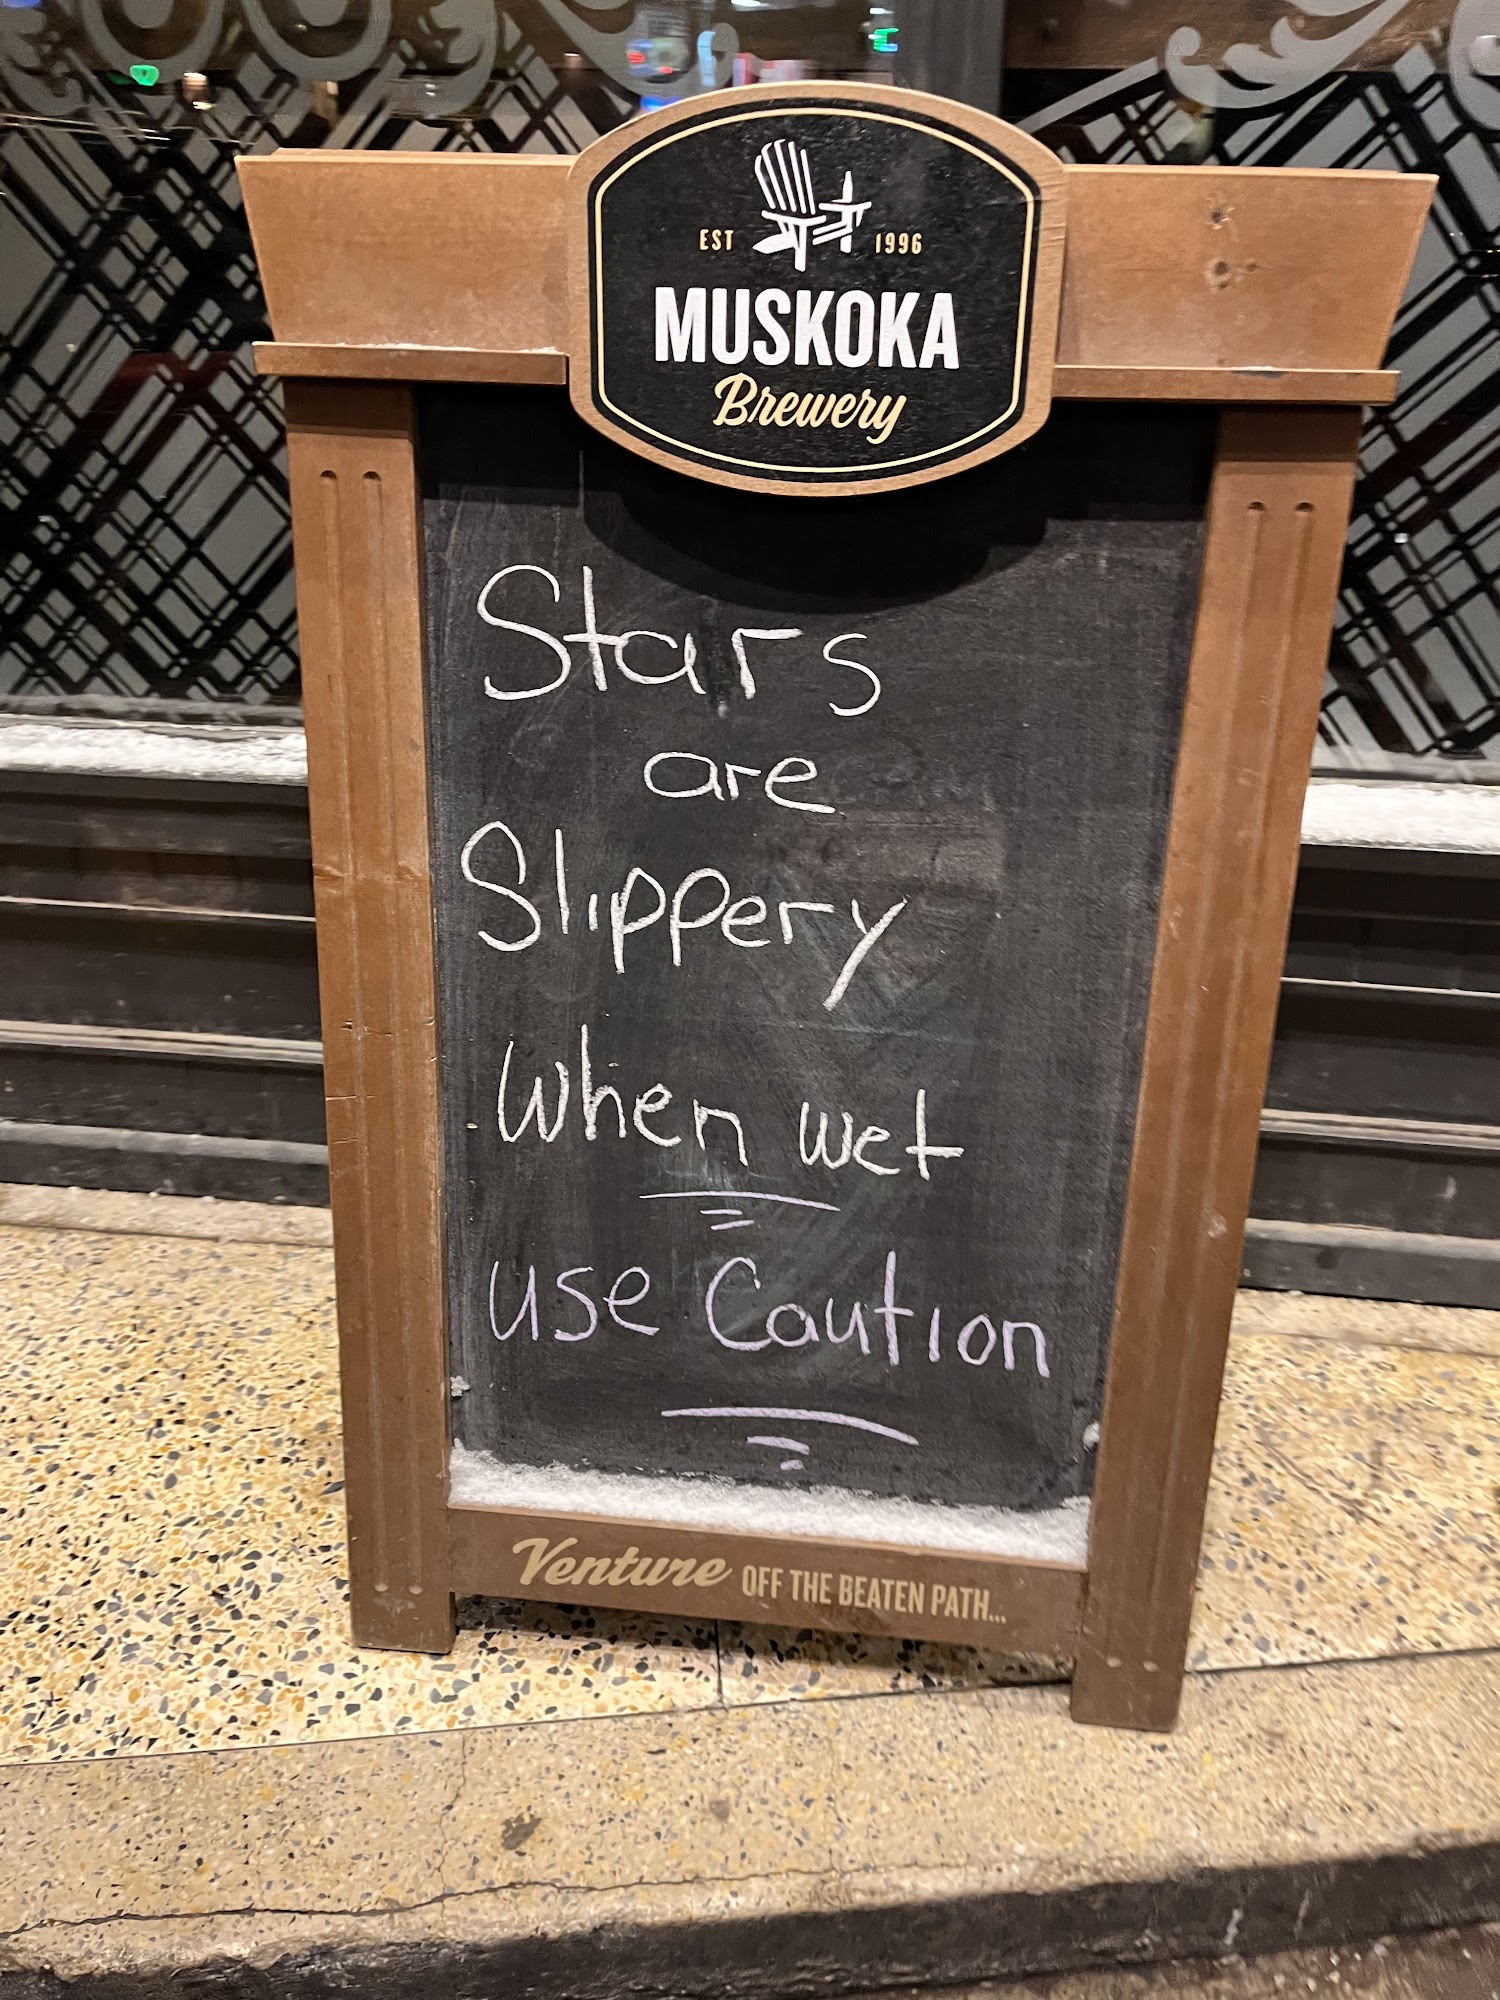 EST 1996
MUSKOKA
Brewery
Stars
are
Slippery
When wet
use Caution
Venture OFF THE BEATEN PATH...